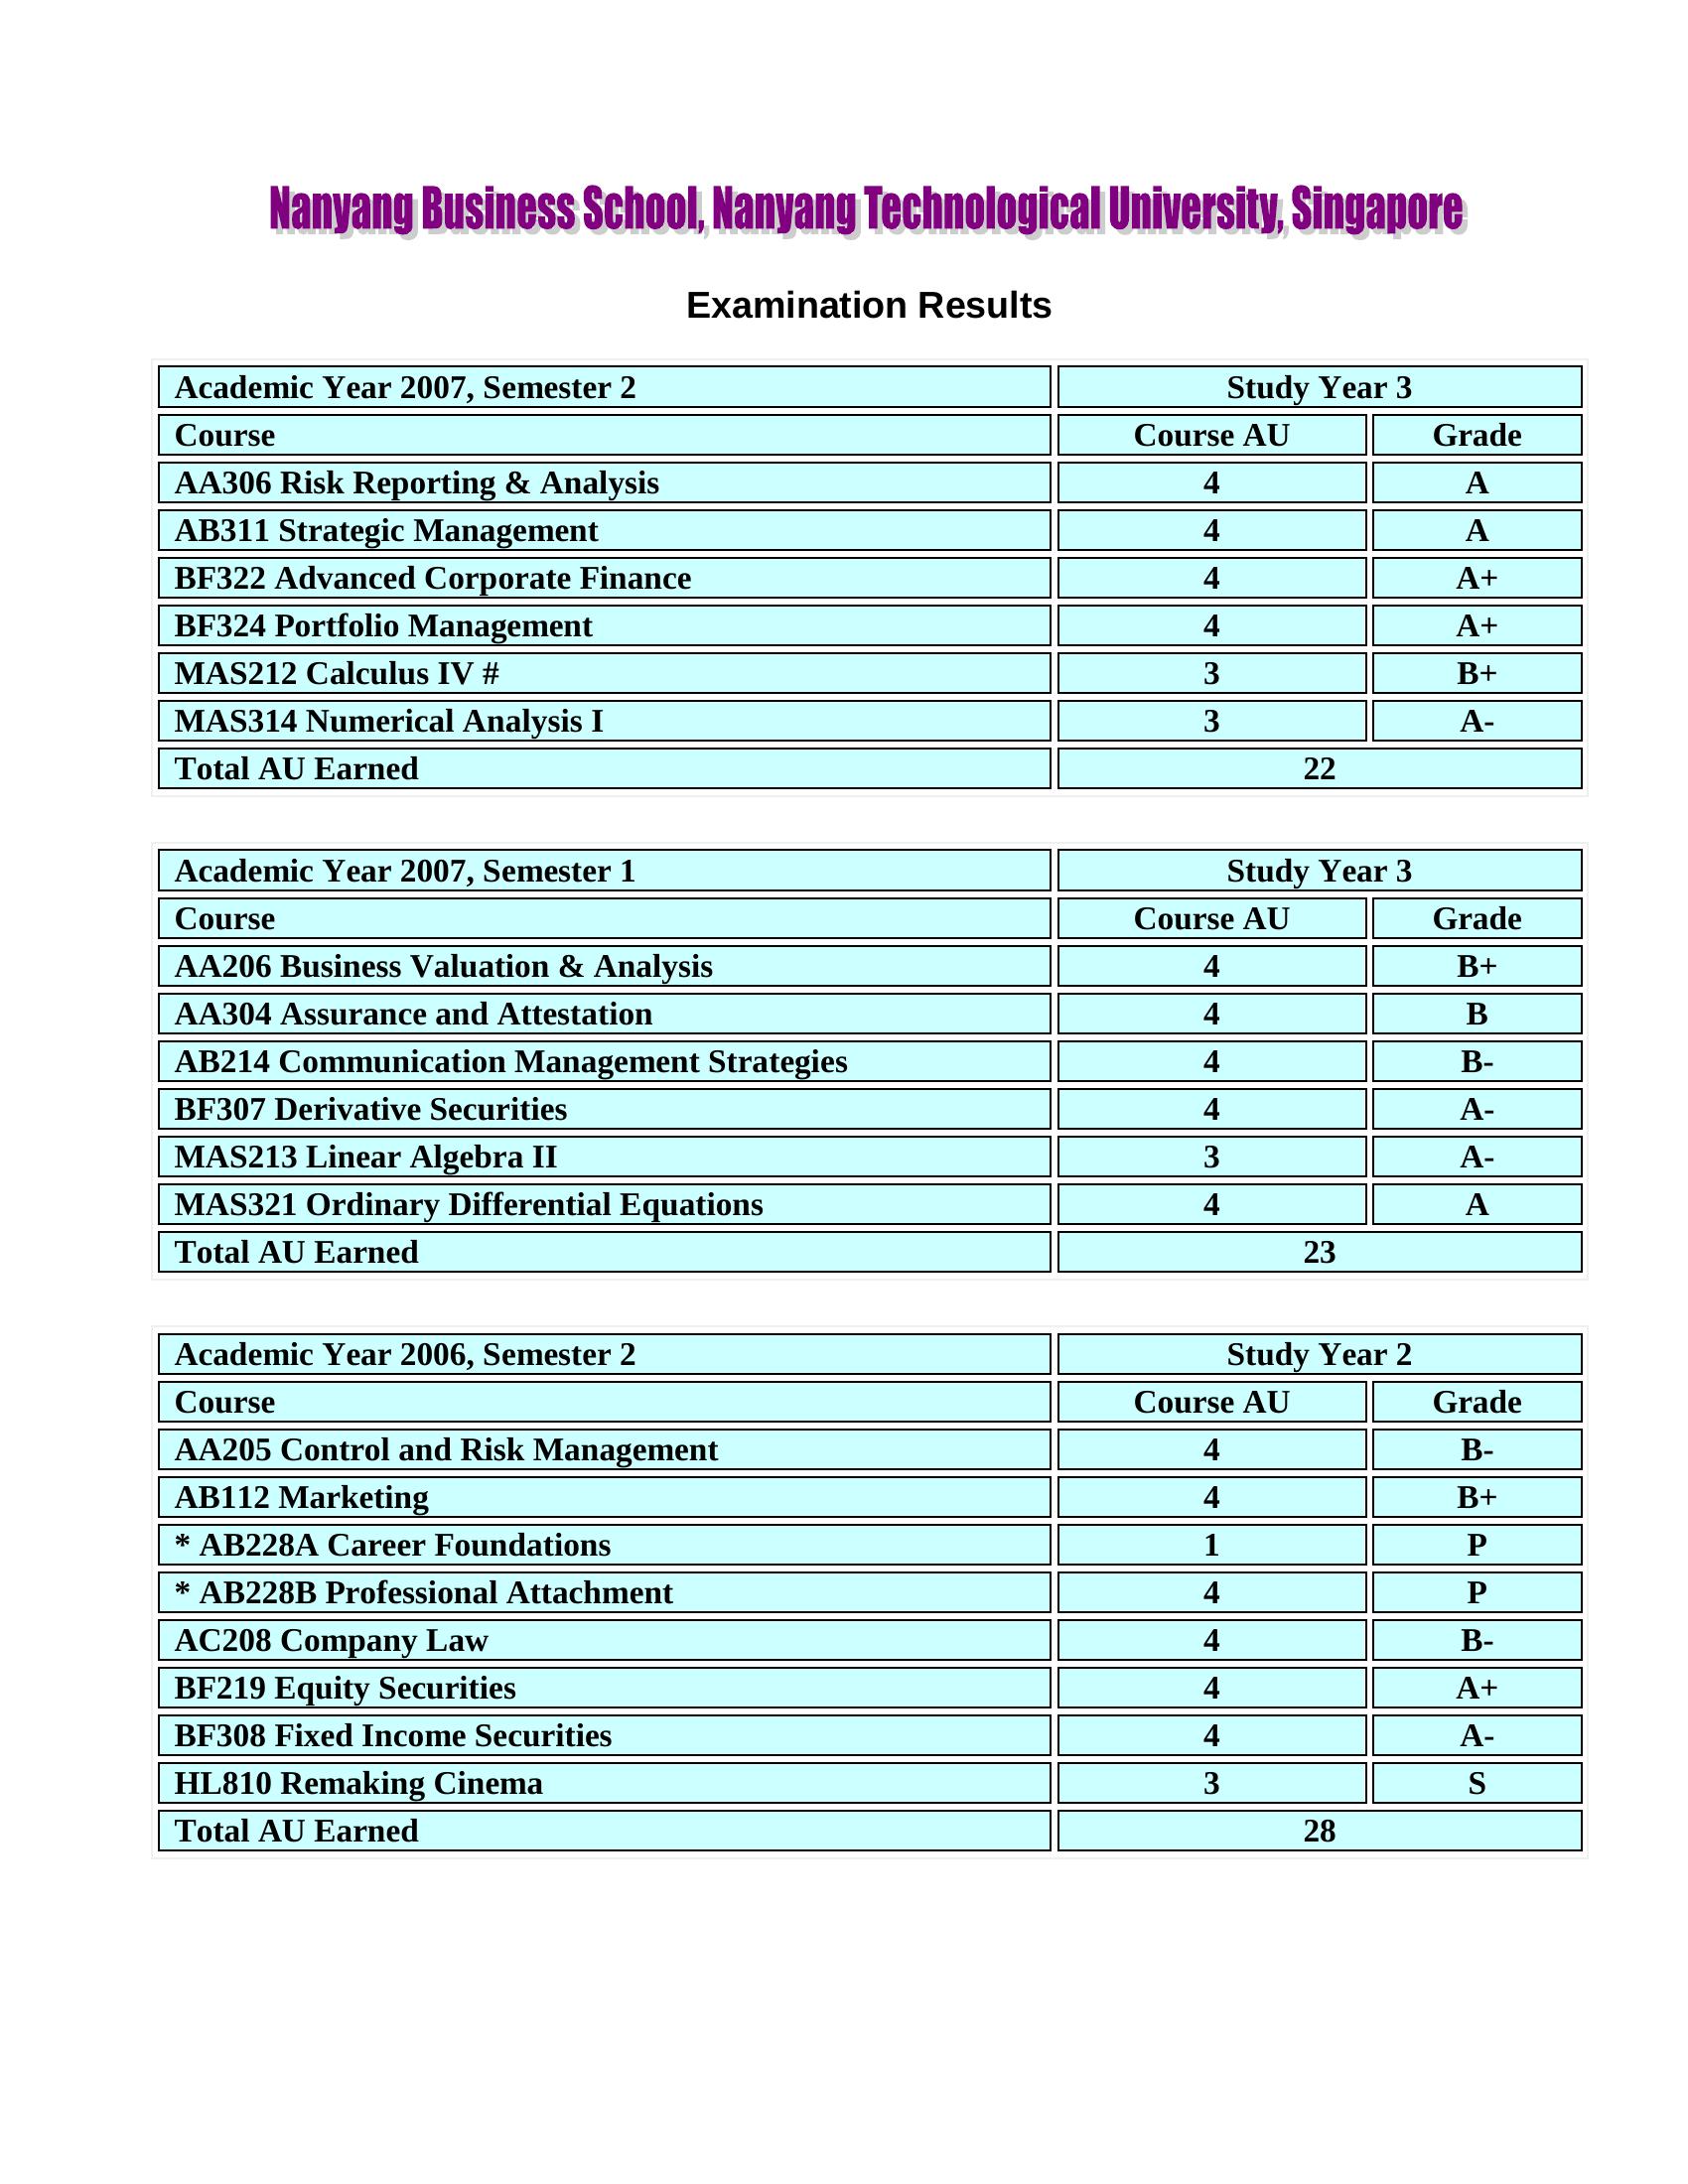 Nanyang Business School, Nanyang Technological University, Singapore
Examination Results
Academic Year 2007, Semester 2 Study Year 3
Course Course AU Grade
AA306 Risk Reporting & Analysis 4 A
AB311 Strategic Management 4 A
BF322 Advanced Corporate Finance 4 A+
BF324 Portfolio Management 4 A+
MAS212 Calculus IV # 3 B+
MAS314 Numerical Analysis I 3 A-
Total AU Earned 22
Academic Year 2007, Semester 1 Study Year 3
Course Course AU Grade
AA206 Business Valuation & Analysis 4 B+
AA304 Assurance and Attestation 4 B
AB214 Communication Management Strategies 4 B-
BF307 Derivative Securities 4 A-
MAS213 Linear Algebra II 3 A-
MAS321 Ordinary Differential Equations 4 A
Total AU Earned 23
Academic Year 2006, Semester 2 Study Year 2
Course Course AU Grade
AA205 Control and Risk Management 4 B-
AB112 Marketing 4 B+
* AB228A Career Foundations 1 P
* AB228B Professional Attachment 4 P
AC208 Company Law 4 B-
BF219 Equity Securities 4 A+
BF308 Fixed Income Securities 4 A-
HL810 Remaking Cinema 3 S
Total AU Earned 28